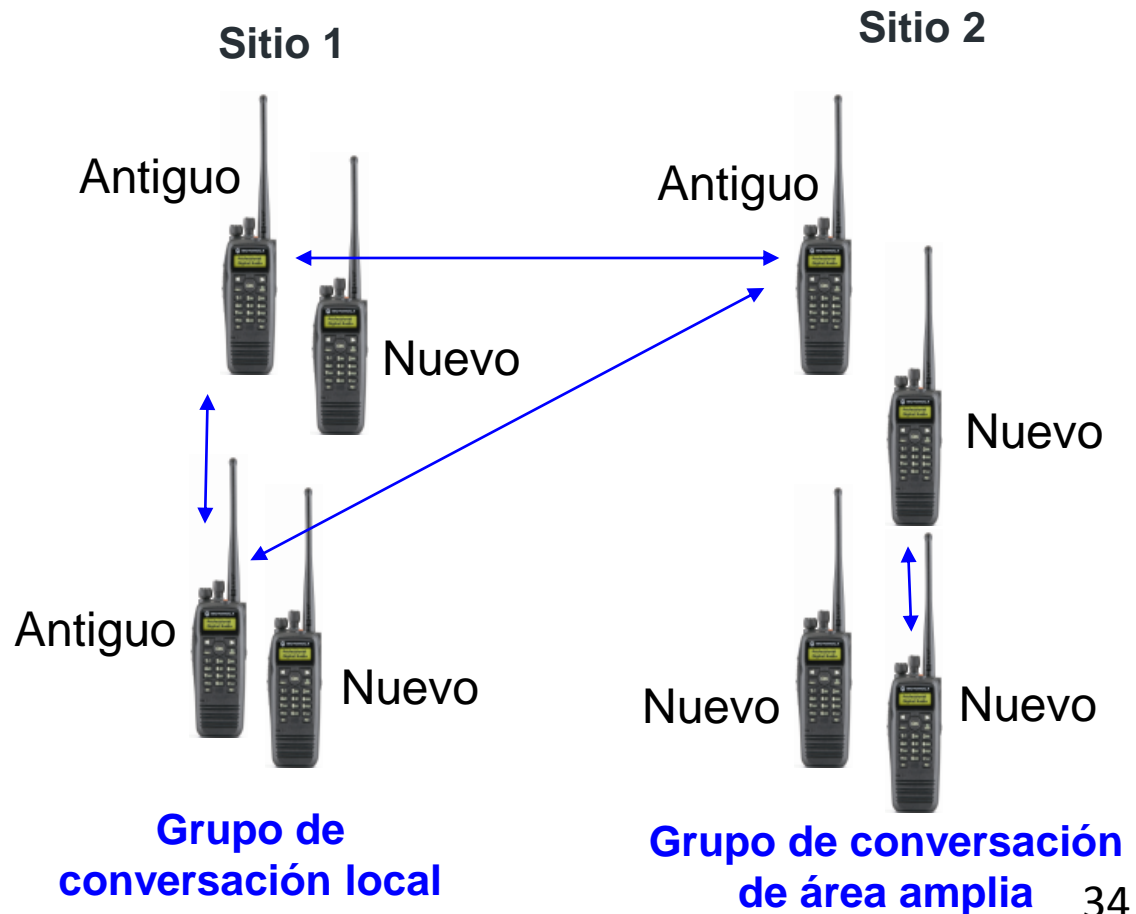 Sitio 1
Sitio 2
Antiguo
Antiguo
Nuevo
Nuevo
Antiguo
Nuevo
Nuevo
Nuevo
Grupo de
conversación local
Grupo de conversación
de área amplia
34